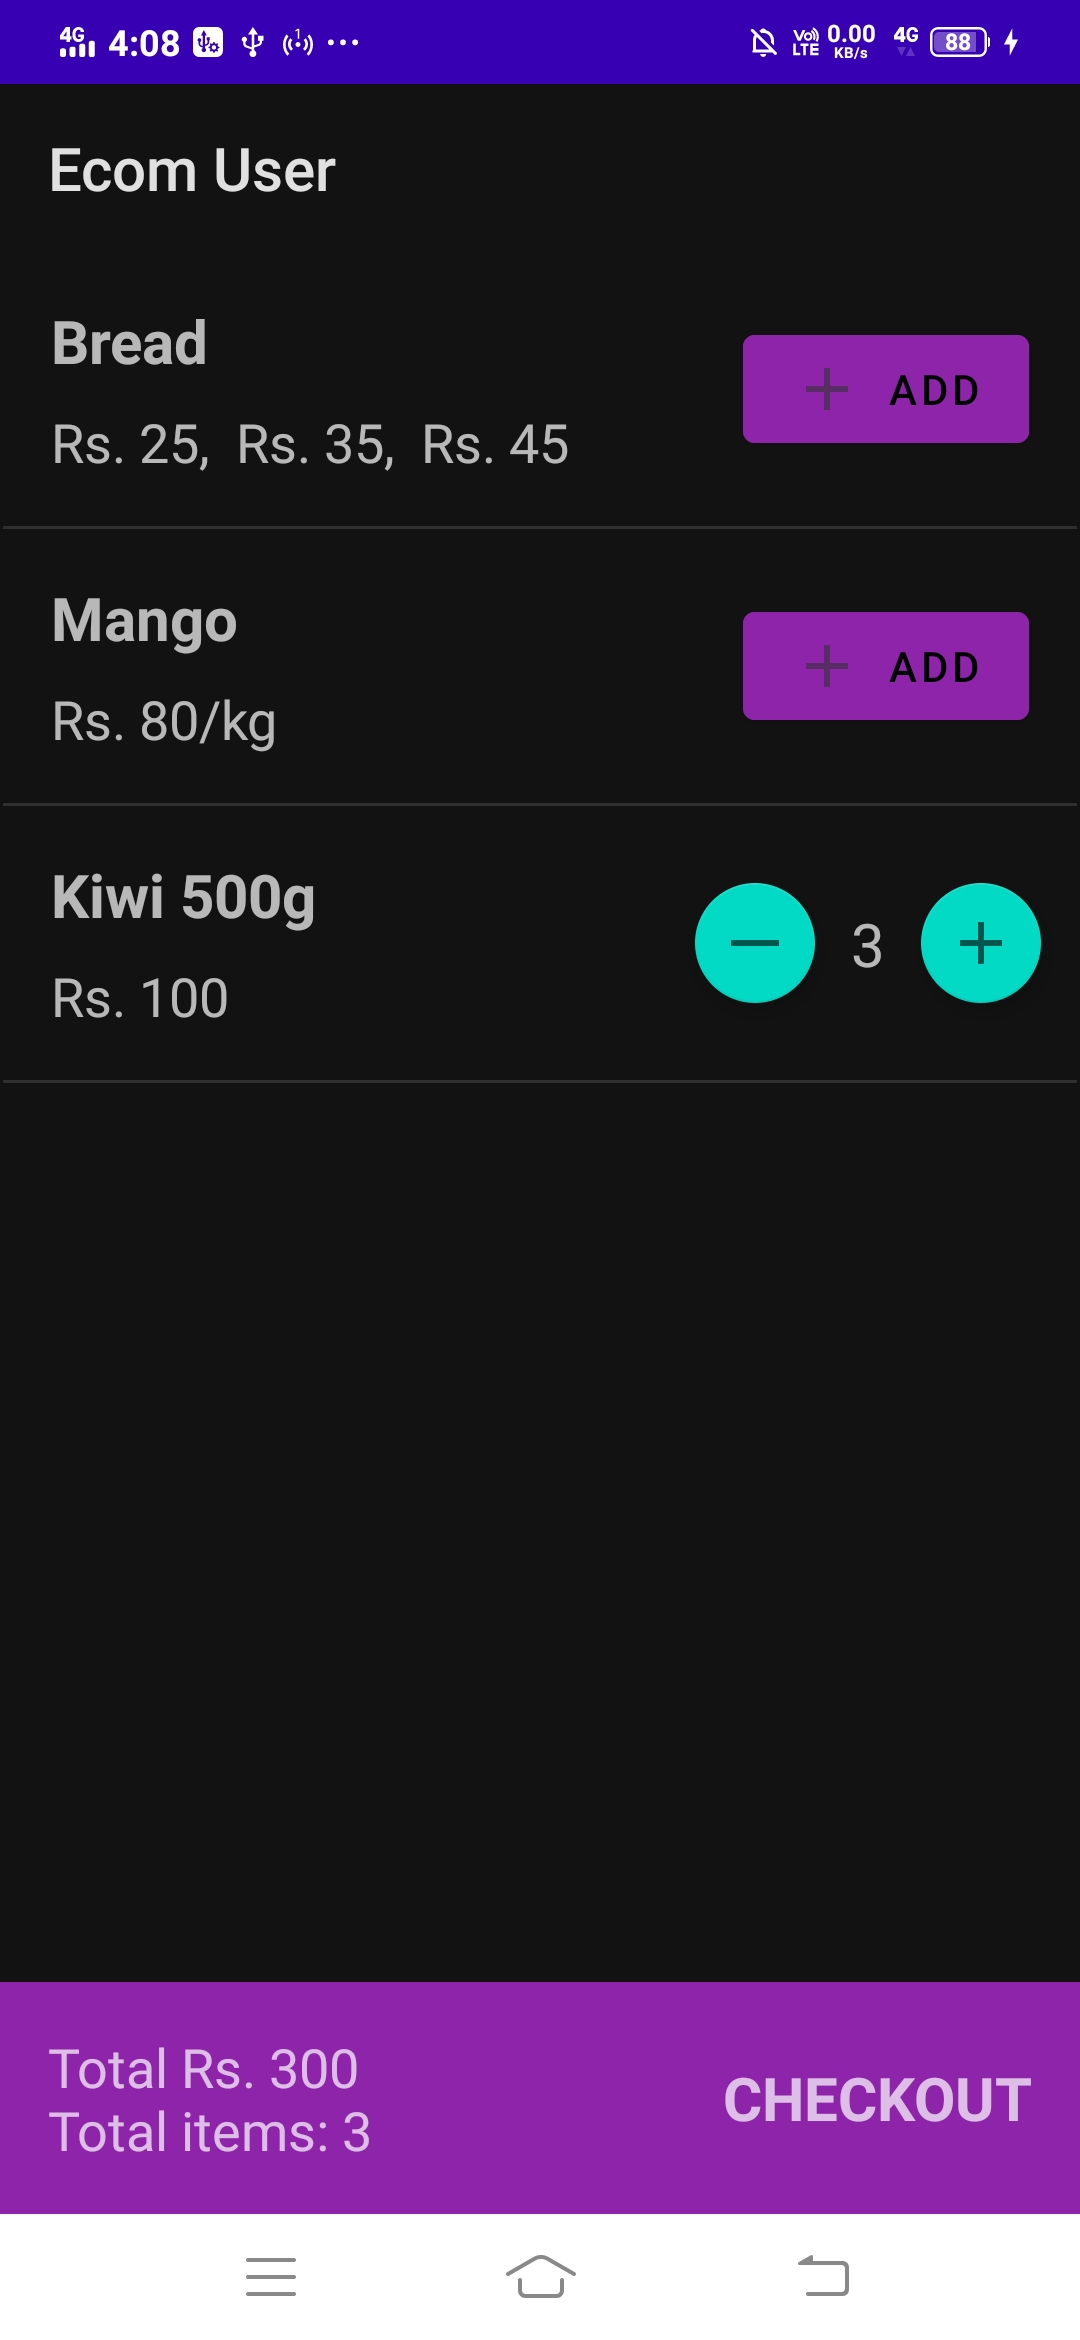 4G 4:08 1 ... Vo) LTE 0.00 KB/s 4G 88
Ecom User
Bread
Rs. 25, Rs. 35, Rs. 45
+ ADD
Mango
Rs. 80/kg
+ ADD
Kiwi 500g
Rs. 100
— 3 +
Total Rs. 300
Total items: 3
CHECKOUT